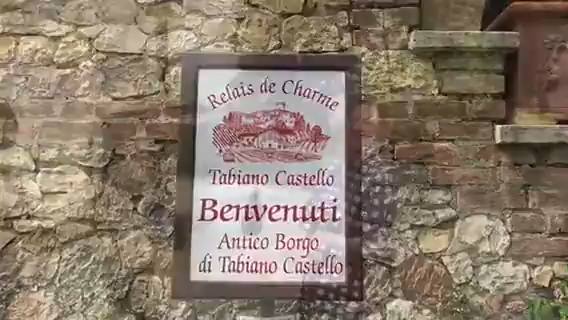 Relais de Charme
Tabiano Castello
Benvenuti
Antico Borgo
di Tabiano Castello